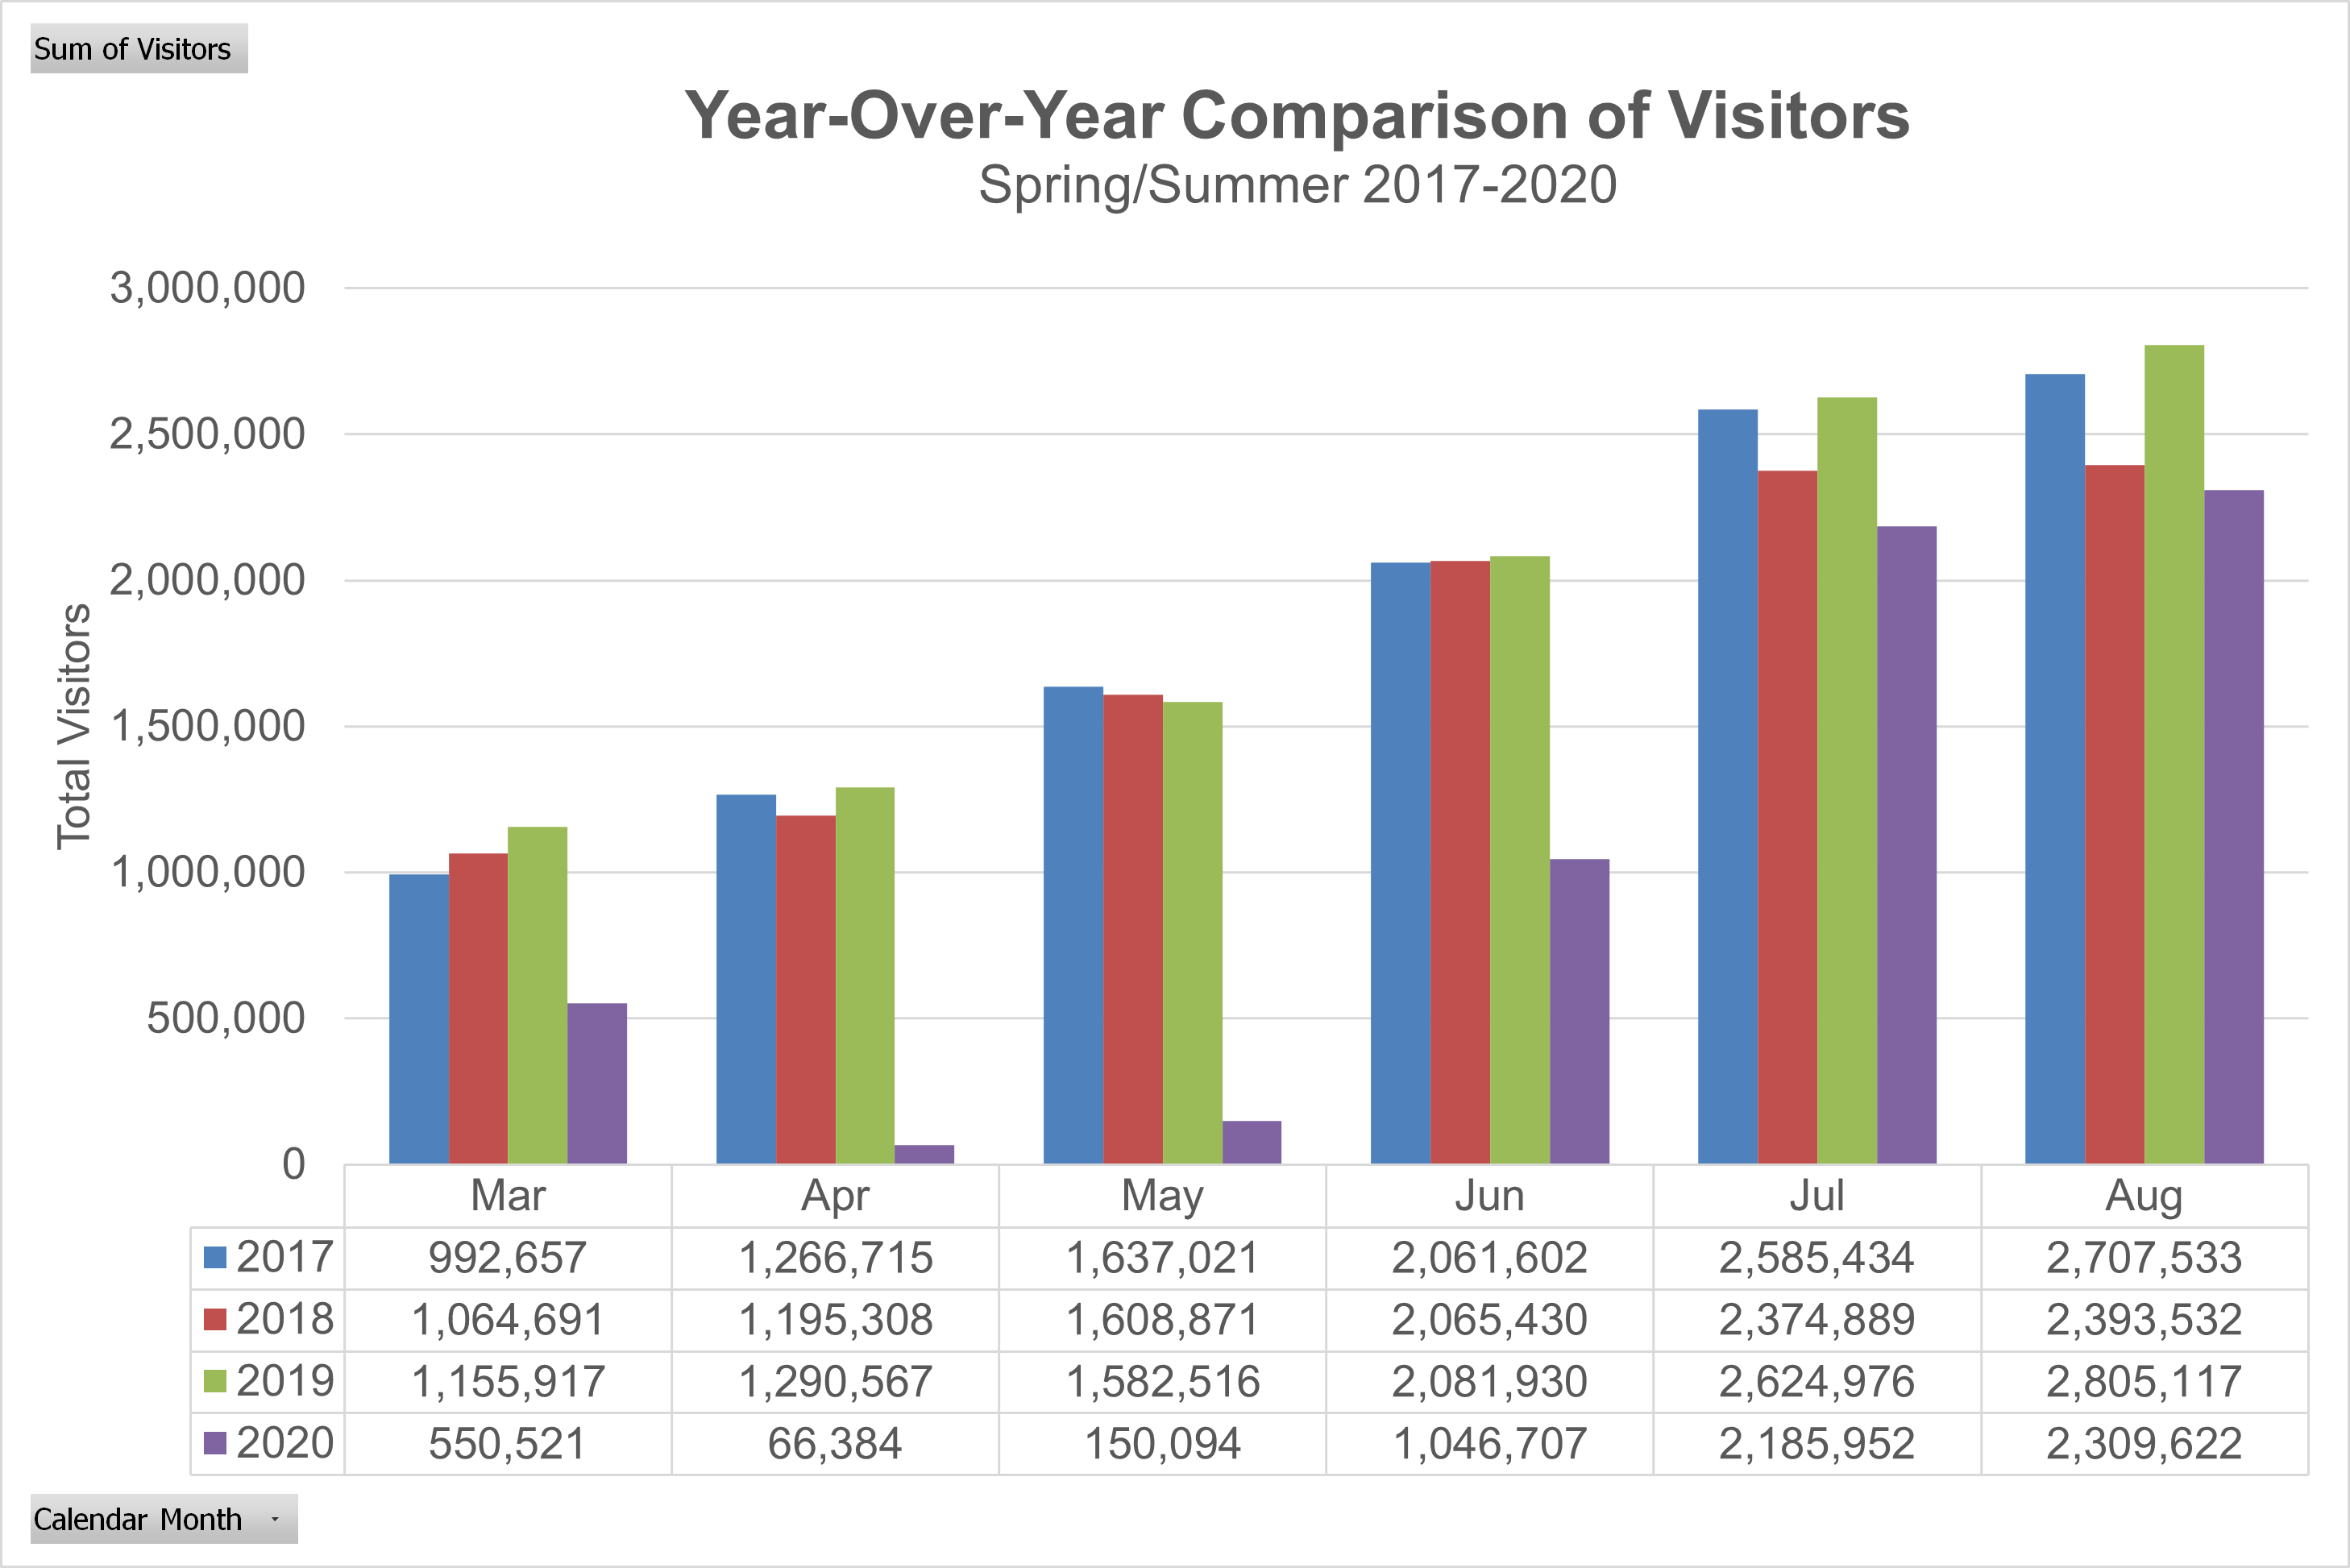 Sum of Visitors
Year-Over-Year Comparison of Visitors
Spring/Summer 2017-2020
3,000,000
2,500,000
2,000,000
1,500,000
1,000,000
500,000
0
Total Visitors
Mar Apr May Jun Jul Aug
2017 992,657 1,266,715 1,637,021 2,061,602 2,585,434 2,707,533
2018 1,064,691 1,195,308 1,608,871 2,065,430 2,374,889 2,393,532
2019 1,155,917 1,290,567 1,582,516 2,081,930 2,624,976 2,805,117
2020 550,521 66,384 150,094 1,046,707 2,185,952 2,309,622
Calendar Month